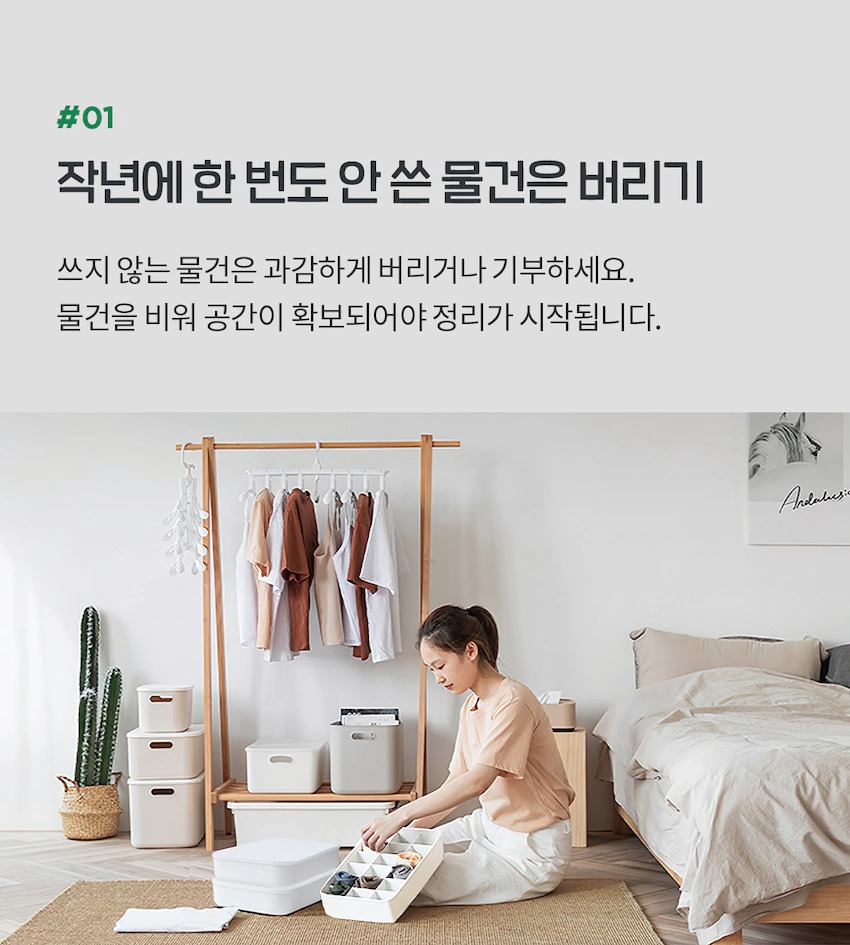 #01
작년에 한 번도 안 쓴 물건은 버리기
쓰지 않는 물건은 과감하게 버리거나 기부하세요.
물건을 비워 공간이 확보되어야 정리가 시작됩니다.
Andalusia